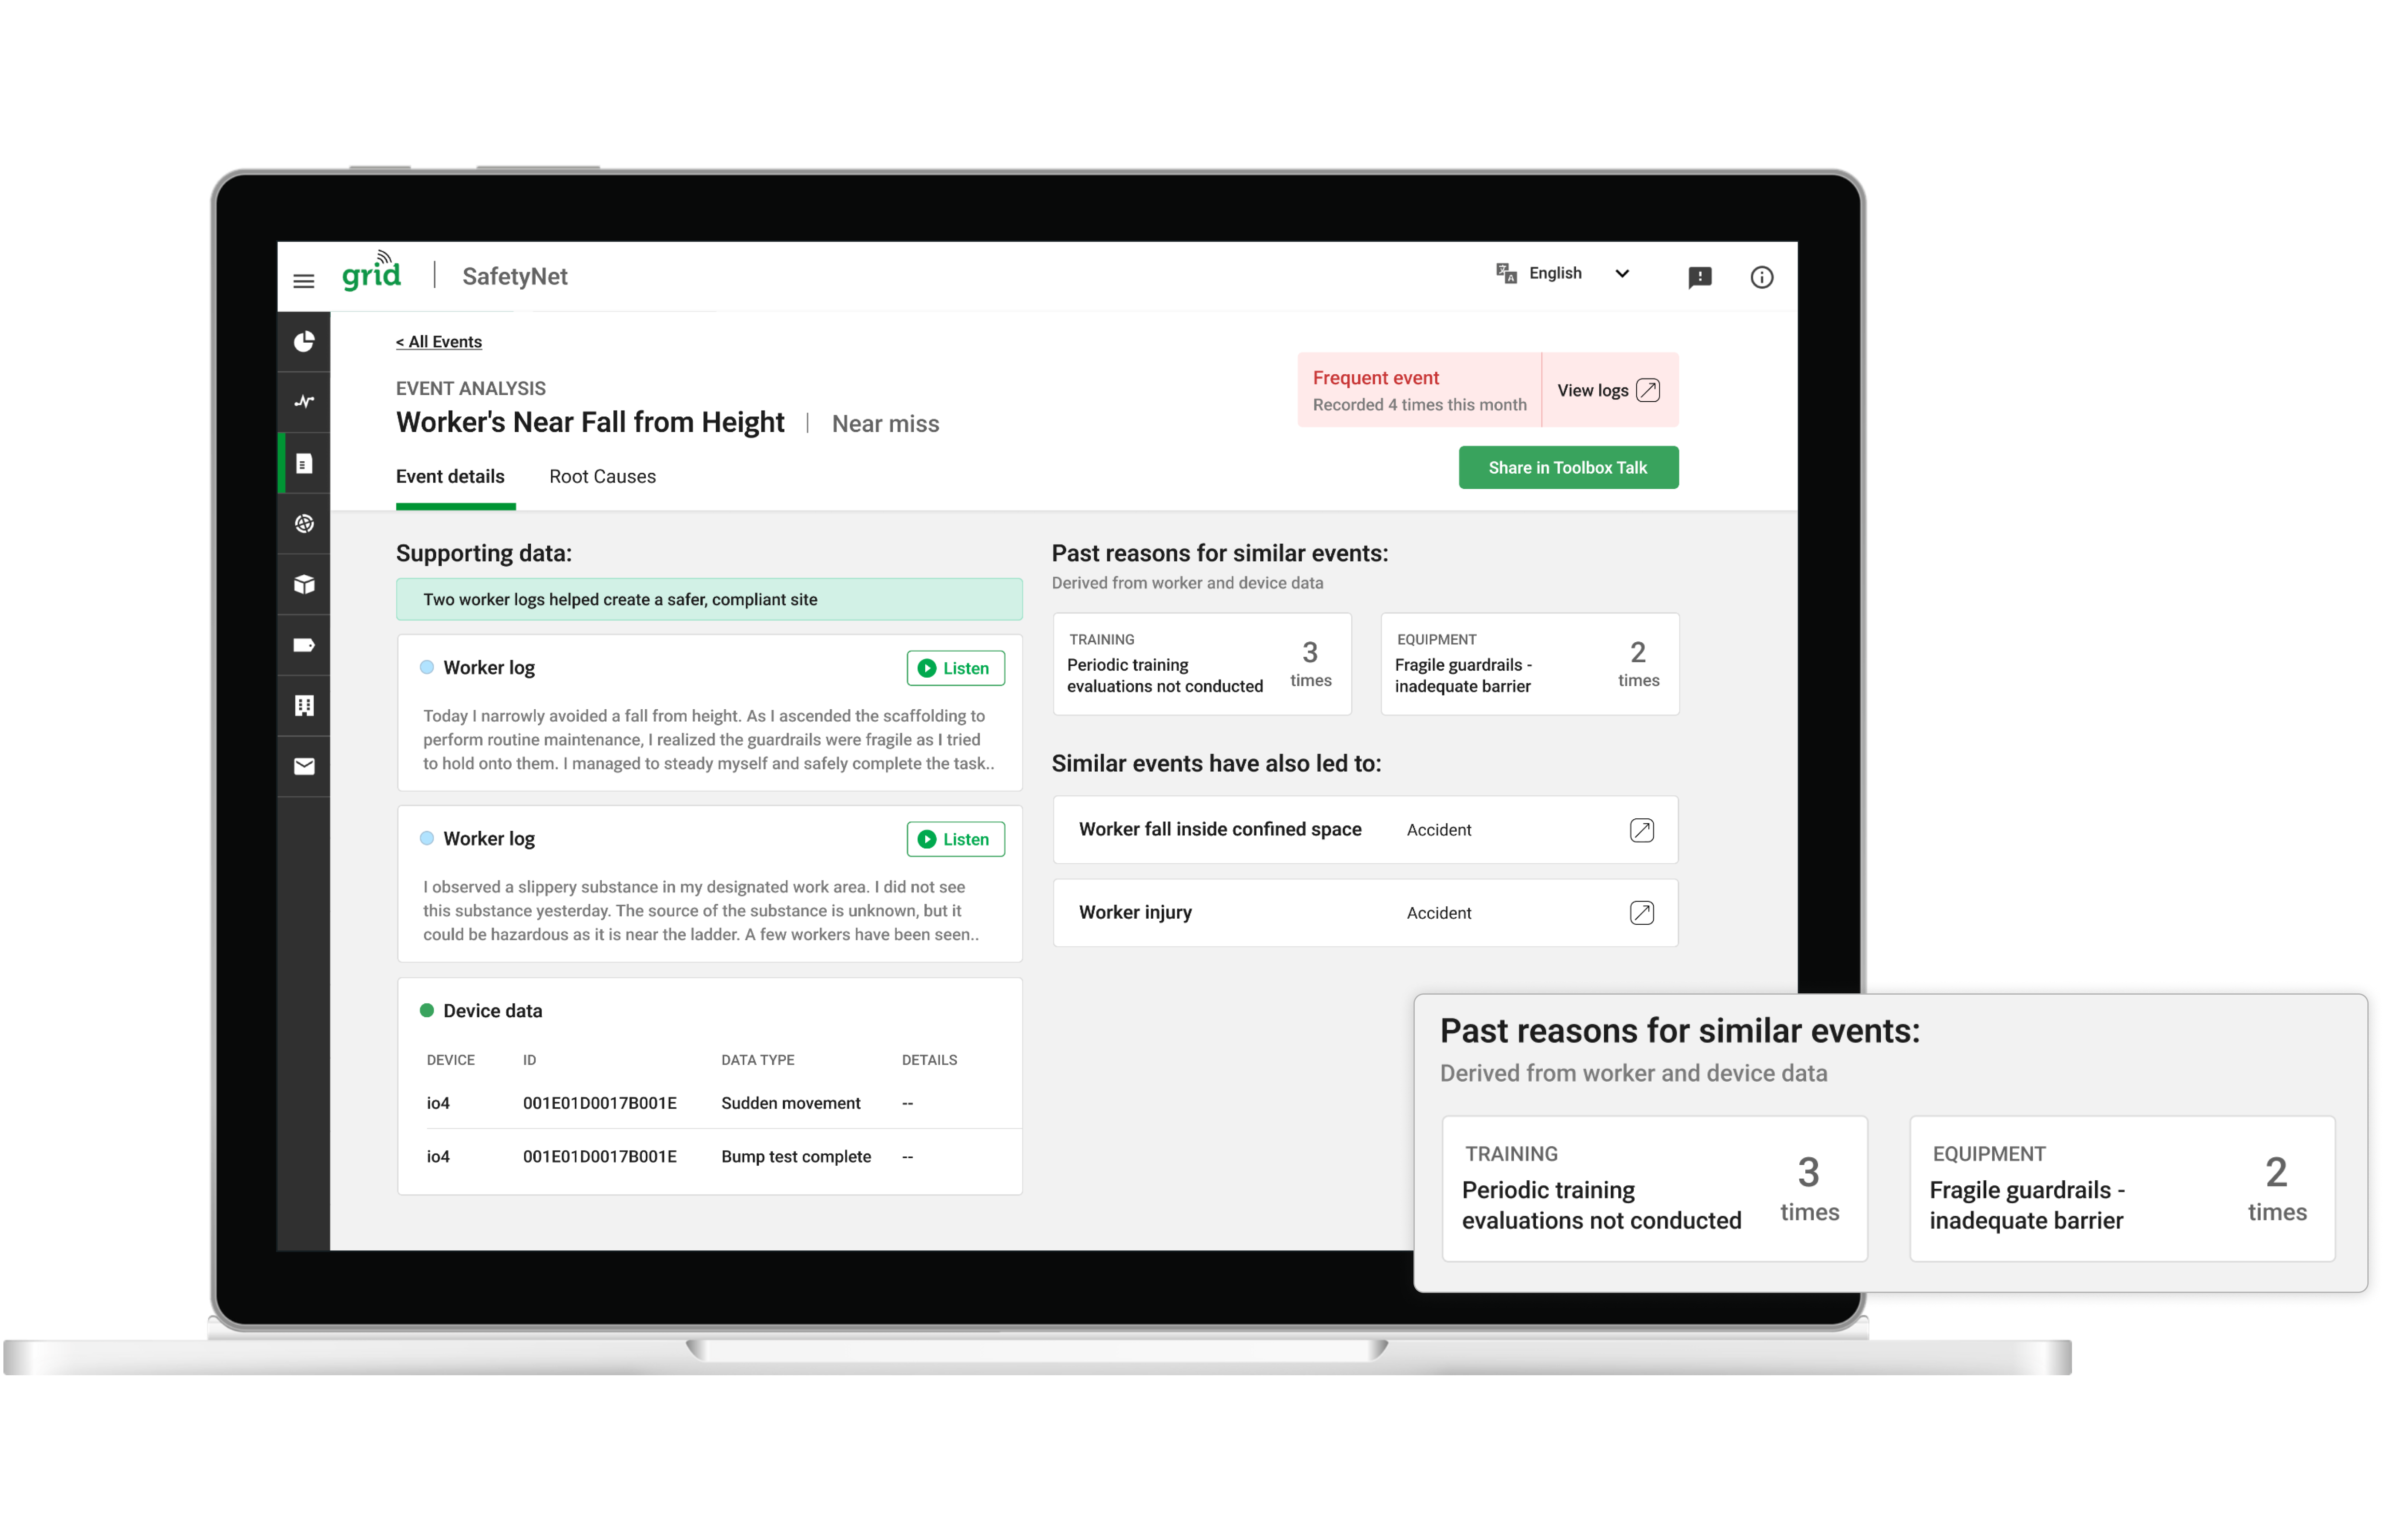 grid
SafetyNet
English
< All Events
EVENT ANALYSIS
Worker's Near Fall from Height | Near miss
Frequent event
Recorded 4 times this month
View logs
Share in Toolbox Talk
Event details
Root Causes
Supporting data:
Two worker logs helped create a safer, compliant site
Worker log
Listen
Today I narrowly avoided a fall from height. As I ascended the scaffolding to
perform routine maintenance, I realized the guardrails were fragile as I tried
to hold onto them. I managed to steady myself and safely complete the task..
Worker log
Listen
I observed a slippery substance in my designated work area. I did not see
this substance yesterday. The source of the substance is unknown, but it
could be hazardous as it is near the ladder. A few workers have been seen..
Device data
DEVICE ID DATA TYPE DETAILS
io4 001E01D0017B001E Sudden movement --
io4 001E01D0017B001E Bump test complete --
Past reasons for similar events:
Derived from worker and device data
TRAINING
Periodic training
evaluations not conducted
3
times
EQUIPMENT
Fragile guardrails -
inadequate barrier
2
times
Similar events have also led to:
Worker fall inside confined space Accident
Worker injury Accident
Past reasons for similar events:
Derived from worker and device data
TRAINING
Periodic training
evaluations not conducted
3
times
EQUIPMENT
Fragile guardrails -
inadequate barrier
2
times